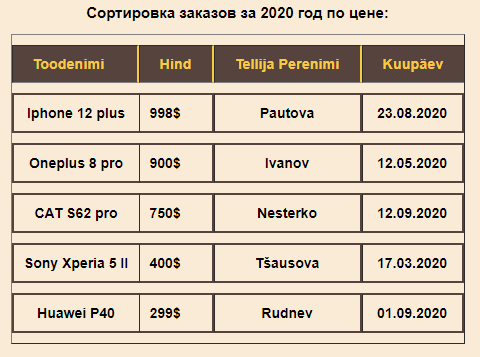 Сортировка заказов за 2020 год по цене:
Toodenimi Hind Tellija Perenimi Kuupäev
Iphone 12 plus 998$ Pautova 23.08.2020
Oneplus 8 pro 900$ Ivanov 12.05.2020
CAT S62 pro 750$ Nesterko 12.09.2020
Sony Xperia 5 II 400$ Tšausova 17.03.2020
Huawei P40 299$ Rudnev 01.09.2020